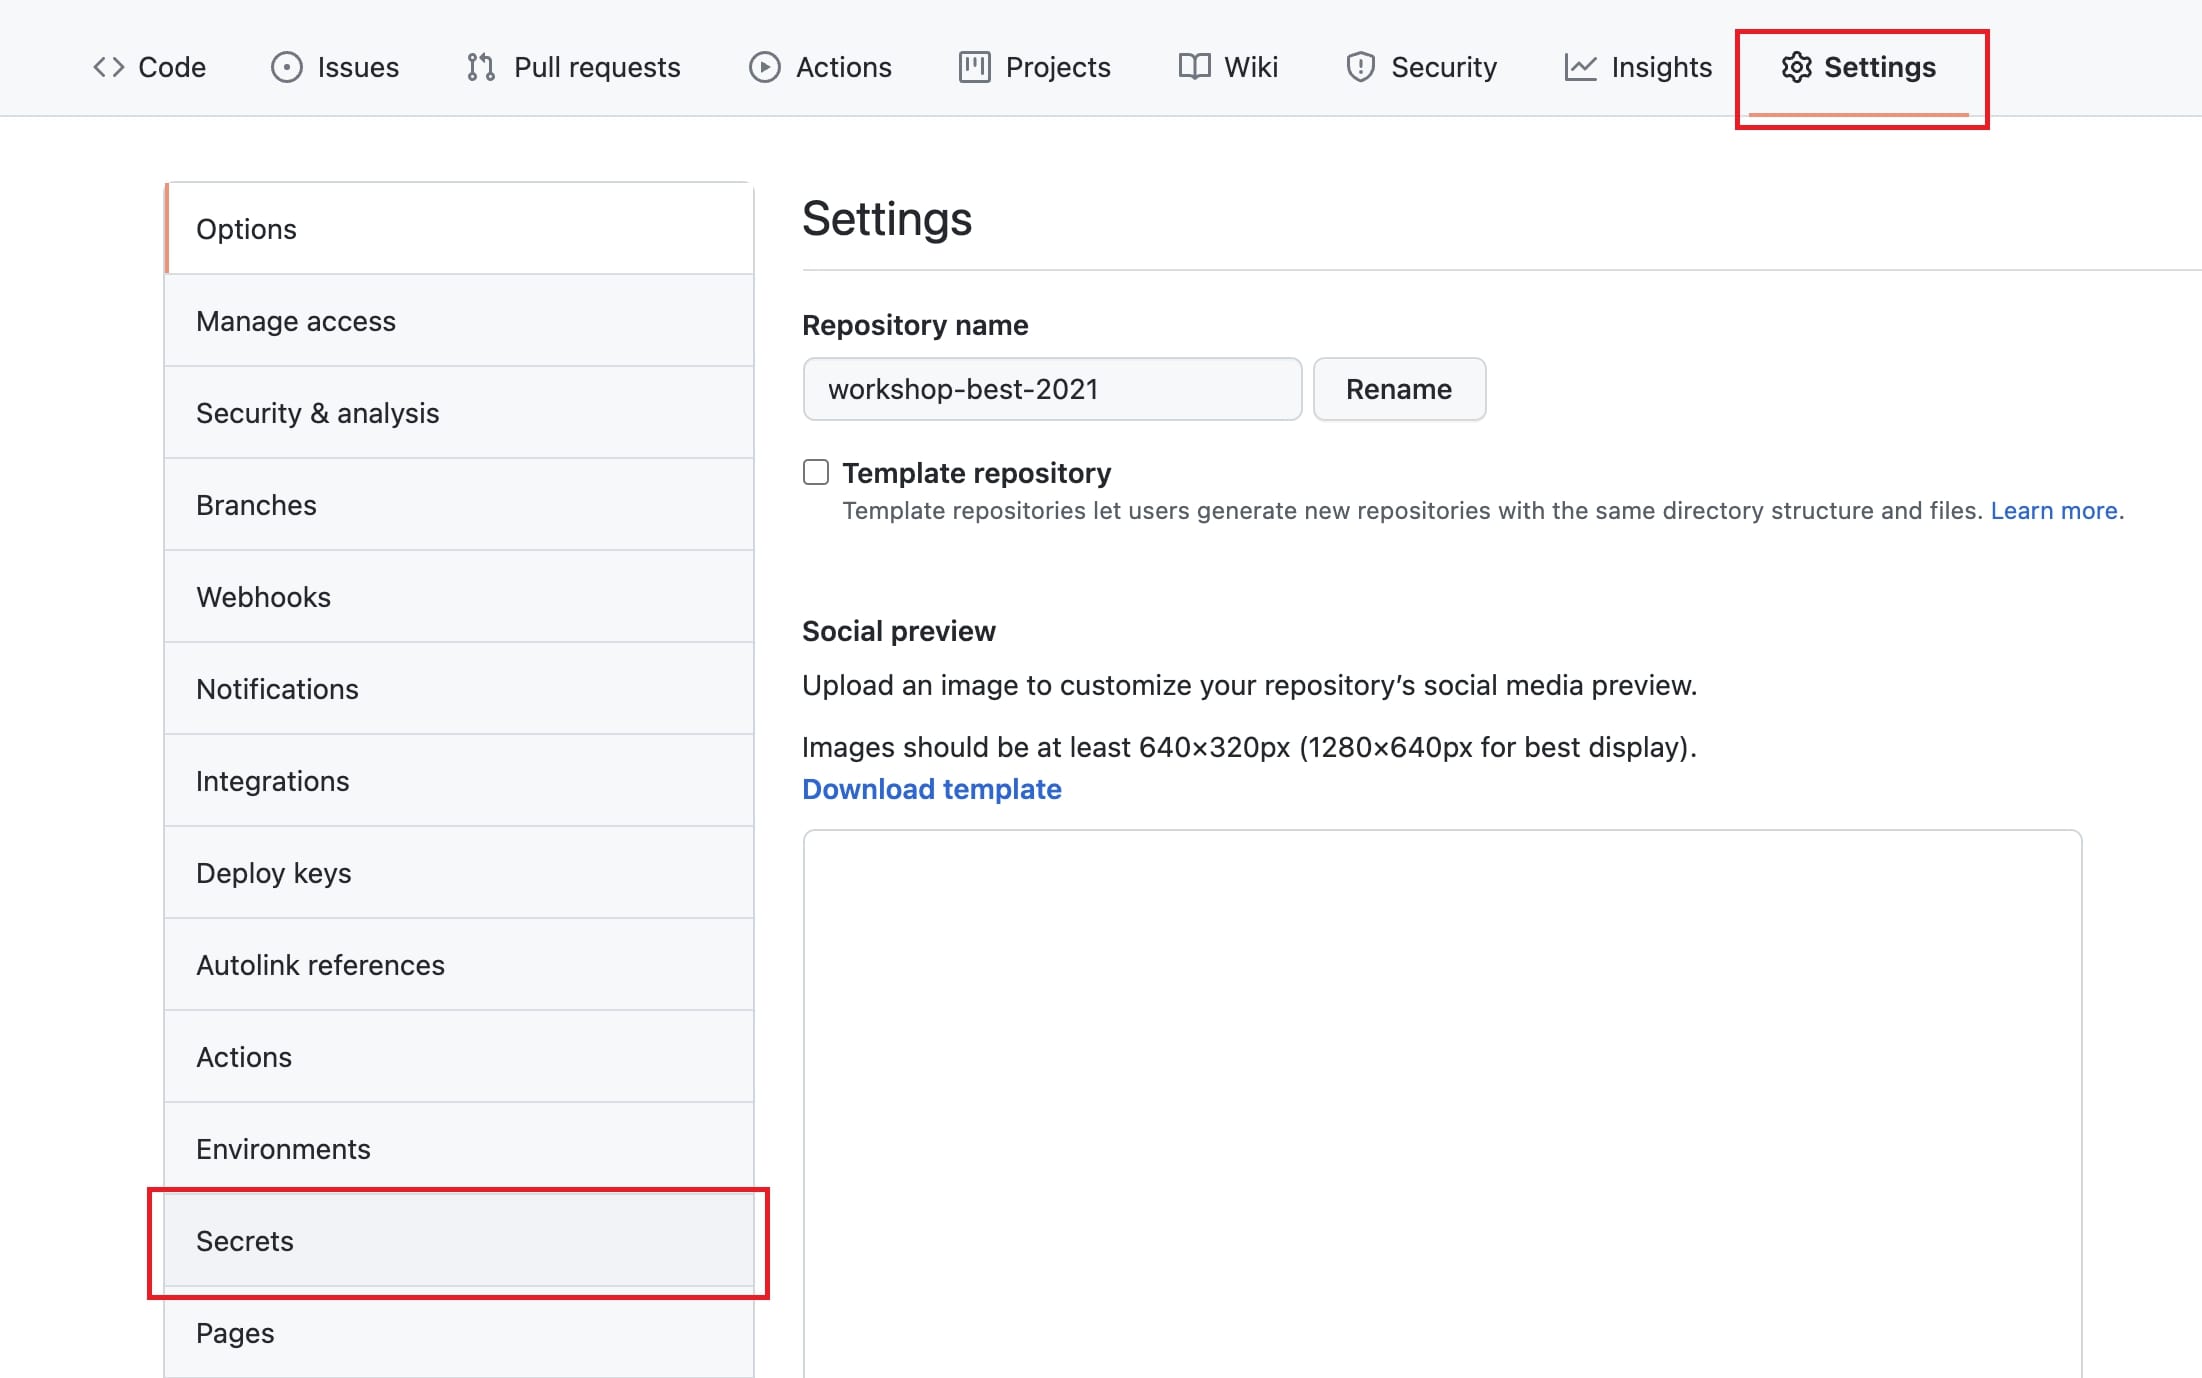 Code Issues Pull requests Actions Projects Wiki Security Insights Settings
Options
Manage access
Security & analysis
Branches
Webhooks
Notifications
Integrations
Deploy keys
Autolink references
Actions
Environments
Secrets
Pages
Settings
Repository name
workshop-best-2021 Rename
Template repository
Template repositories let users generate new repositories with the same directory structure and files. Learn more.
Social preview
Upload an image to customize your repository’s social media preview.
Images should be at least 640×320px (1280×640px for best display).
Download template